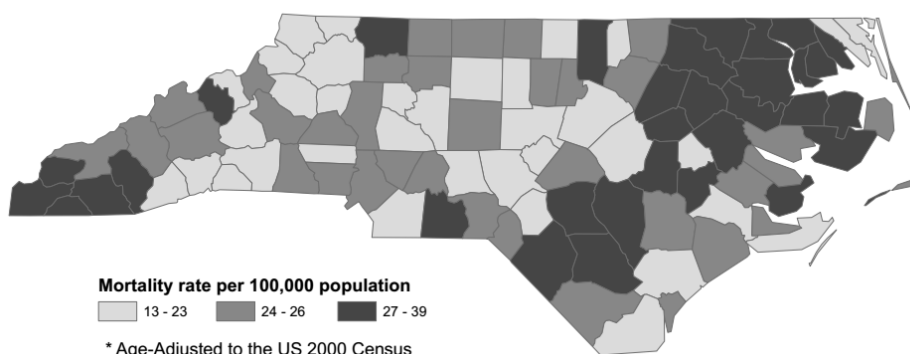 Mortality rate per 100,000 population
13 - 23 24 - 26 27 - 39
* Age-Adjusted to the US 2000 Census